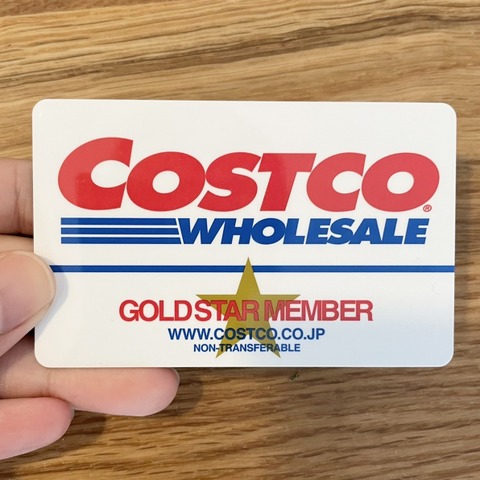 COSTCO®
WHOLESALE
GOLD STAR MEMBER
WWW.COSTCO.CO.JP
NON-TRANSFERABLE